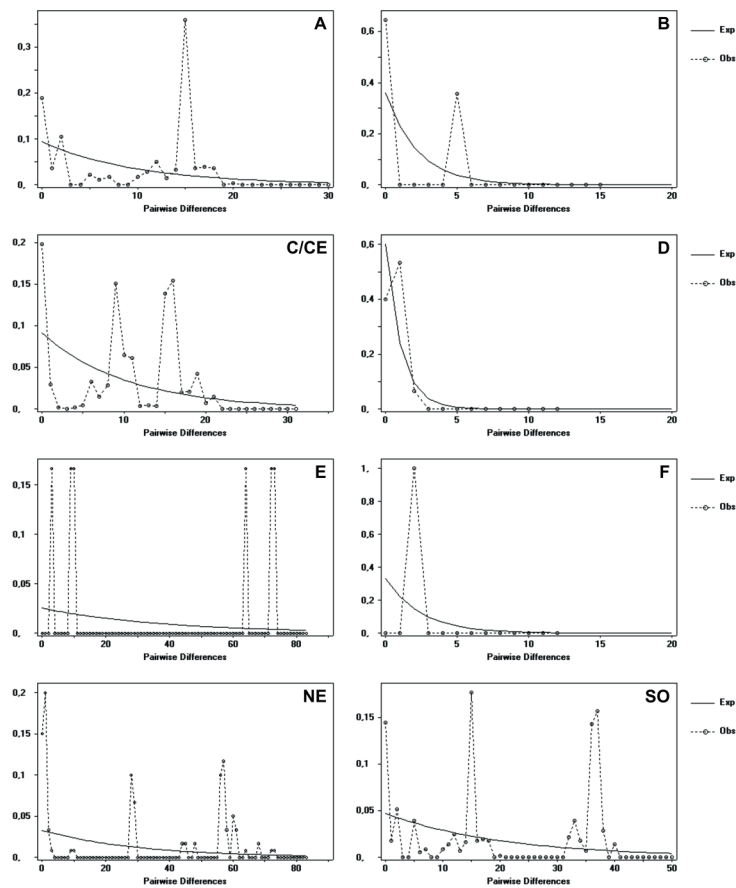 A
0,3
0,2
0,1
0,
0 10 20 30
Pairwise Differences
B
0,6
0,4
0,2
0,
0 5 10 15 20
Pairwise Differences
Exp
Obs
C/CE
0,2
0,15
0,1
0,05
0,
0 10 20 30
Pairwise Differences
D
0,6
0,4
0,2
0,
0 5 10 15 20
Pairwise Differences
Exp
Obs
E
0,15
0,1
0,05
0,
0 20 40 60 80
Pairwise Differences
F
1,
0,8
0,6
0,4
0,2
0,
0 5 10 15 20
Pairwise Differences
Exp
Obs
NE
0,2
0,15
0,1
0,05
0,
0 20 40 60 80
Pairwise Differences
SO
0,15
0,1
0,05
0,
0 10 20 30 40 50
Pairwise Differences
Exp
Obs